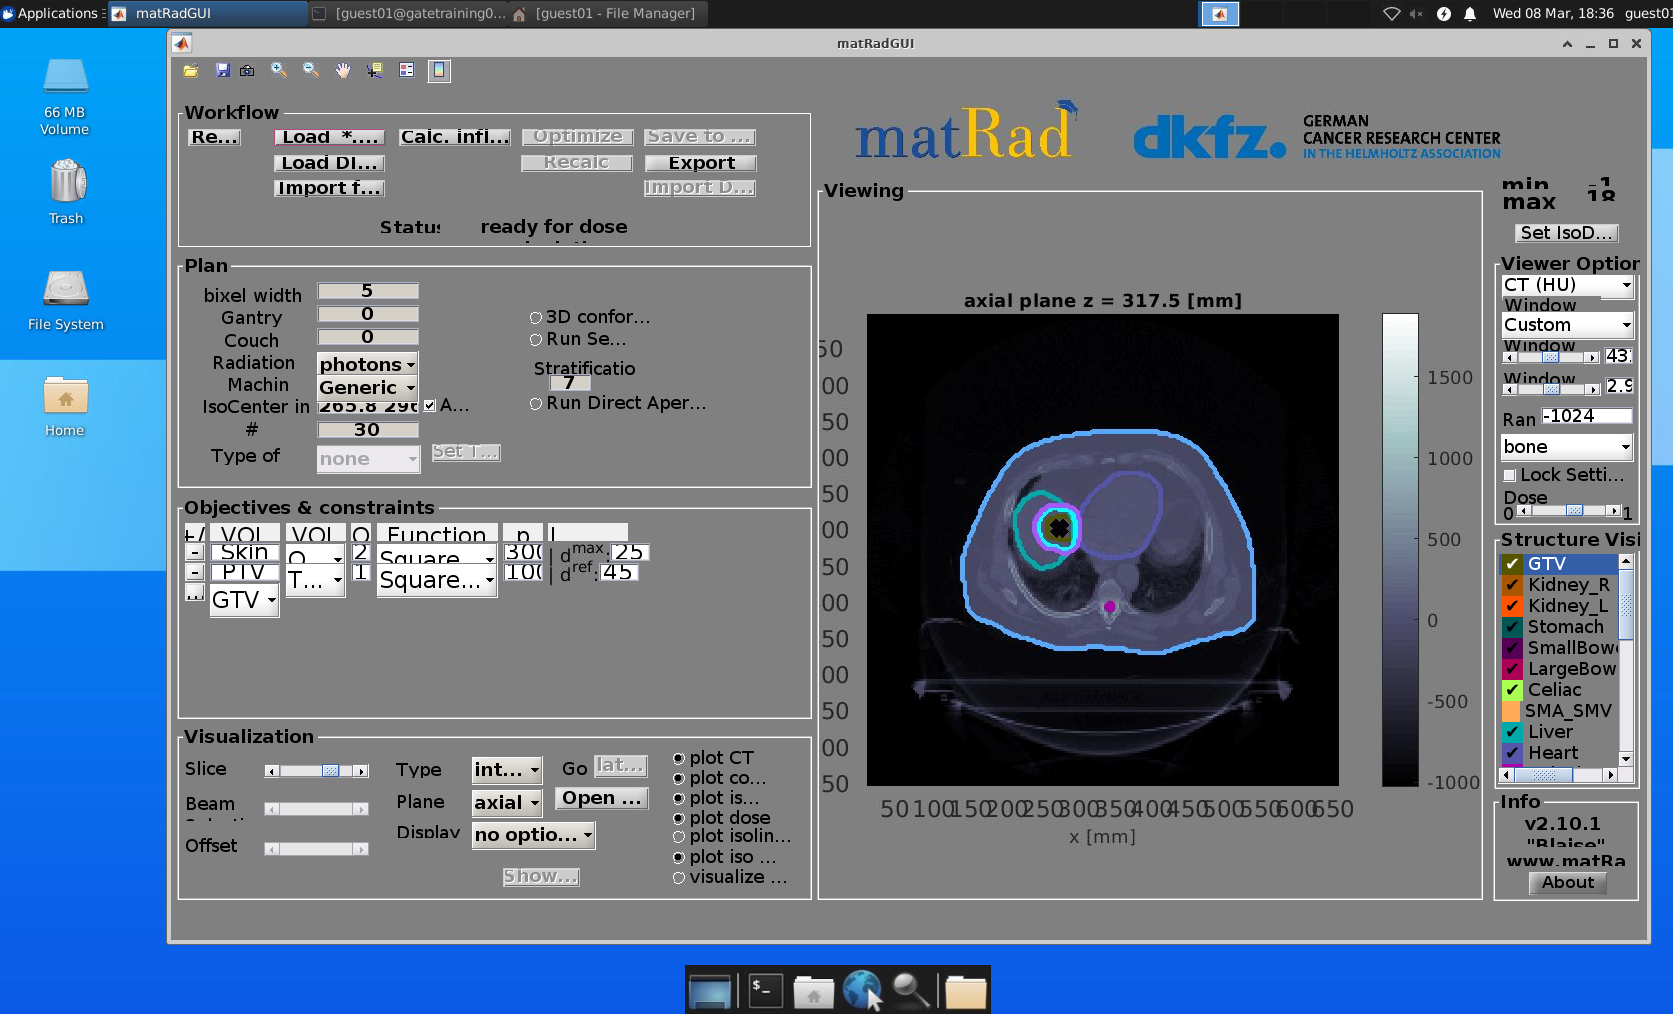 Applications
matRadGUI
[guest01@gatetraining0...
[guest01 - File Manager]
Wed 08 Mar, 18:36
guest01
66 MB
Volume
Trash
File System
Home
matRadGUI
Workflow
Re...
Load *....
Calc. infl...
Optimize
Save to ...
Load DI...
Recalc
Export
Import f...
Import D...
Status
ready for dose
matRad
dkfz.
GERMAN
CANCER RESEARCH CENTER
IN THE HELMHOLTZ ASSOCIATION
Plan
bixel width
5
Gantry
0
Couch
0
Radiation
photons
Machin
Generic
IsoCenter in
265.8 296
A...
#
30
Type of
none
Set T...
3D confor...
Run Se...
Stratificatio
7
Run Direct Aper...
Objectives & constraints
+/
VOI
VOI
O
Function
p
- Skin
O...
2
Square...
300
| dmax: 25
- PTV
T...
1
Square...
100
| dref: 45
GTV
Visualization
Slice
Beam
Offset
Type
int...
Go
lat...
Plane
axial
Open ...
Display
no optio...
Show...
plot CT
plot co...
plot is...
plot dose
plot isolin...
plot iso ...
visualize ...
Viewing
axial plane z = 317.5 [mm]
50
00
50
00
50
00
50
00
50
00
50
00
50
50 100 150 200 250 300 350 400 450 500 550 600 650
x [mm]
1500
1000
500
0
-500
-1000
min
-1
max
18
Set IsoD...
Viewer Option
CT (HU)
Window
Custom
Window
43
Window
2.9
Ran
-1024
bone
Lock Setti...
Dose
0
1
Structure Visi
GTV
Kidney_R
Kidney_L
Stomach
SmallBow
LargeBow
Celiac
SMA_SMV
Liver
Heart
Info
v2.10.1
"Blaise"
www.matRa
About